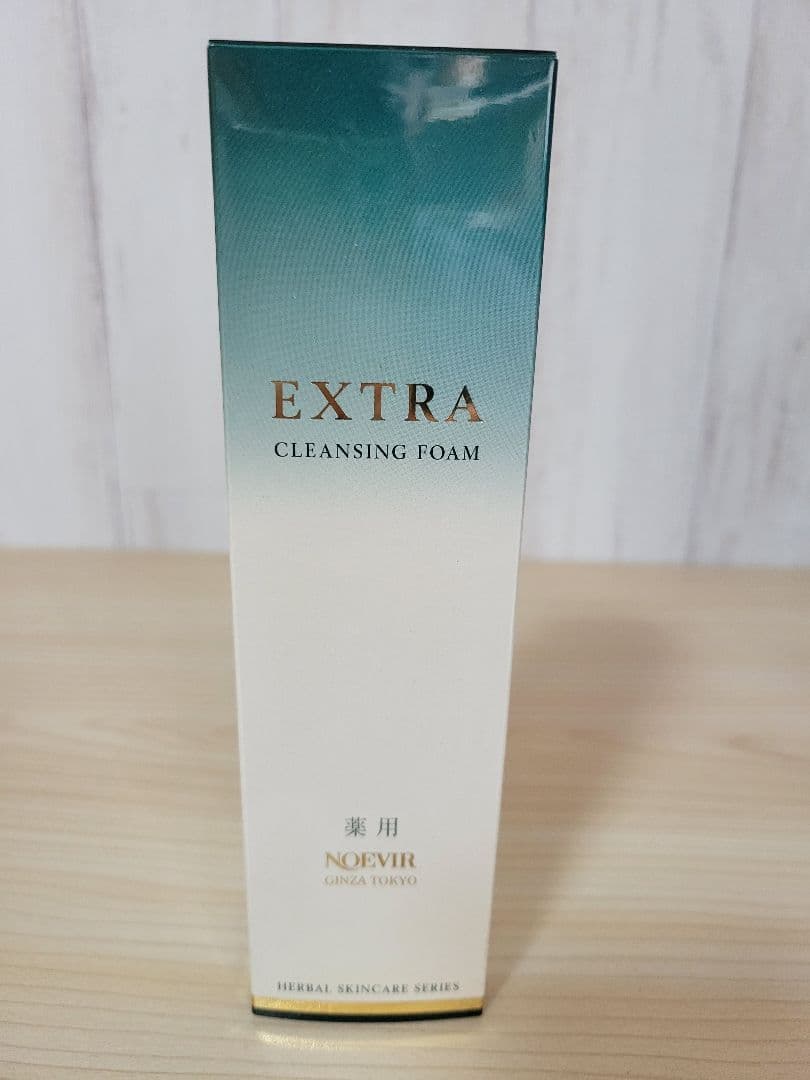 EXTRA
CLEANSING FOAM
薬用
NOEVIR
GINZA TOKYO
HERBAL SKINCARE SERIES